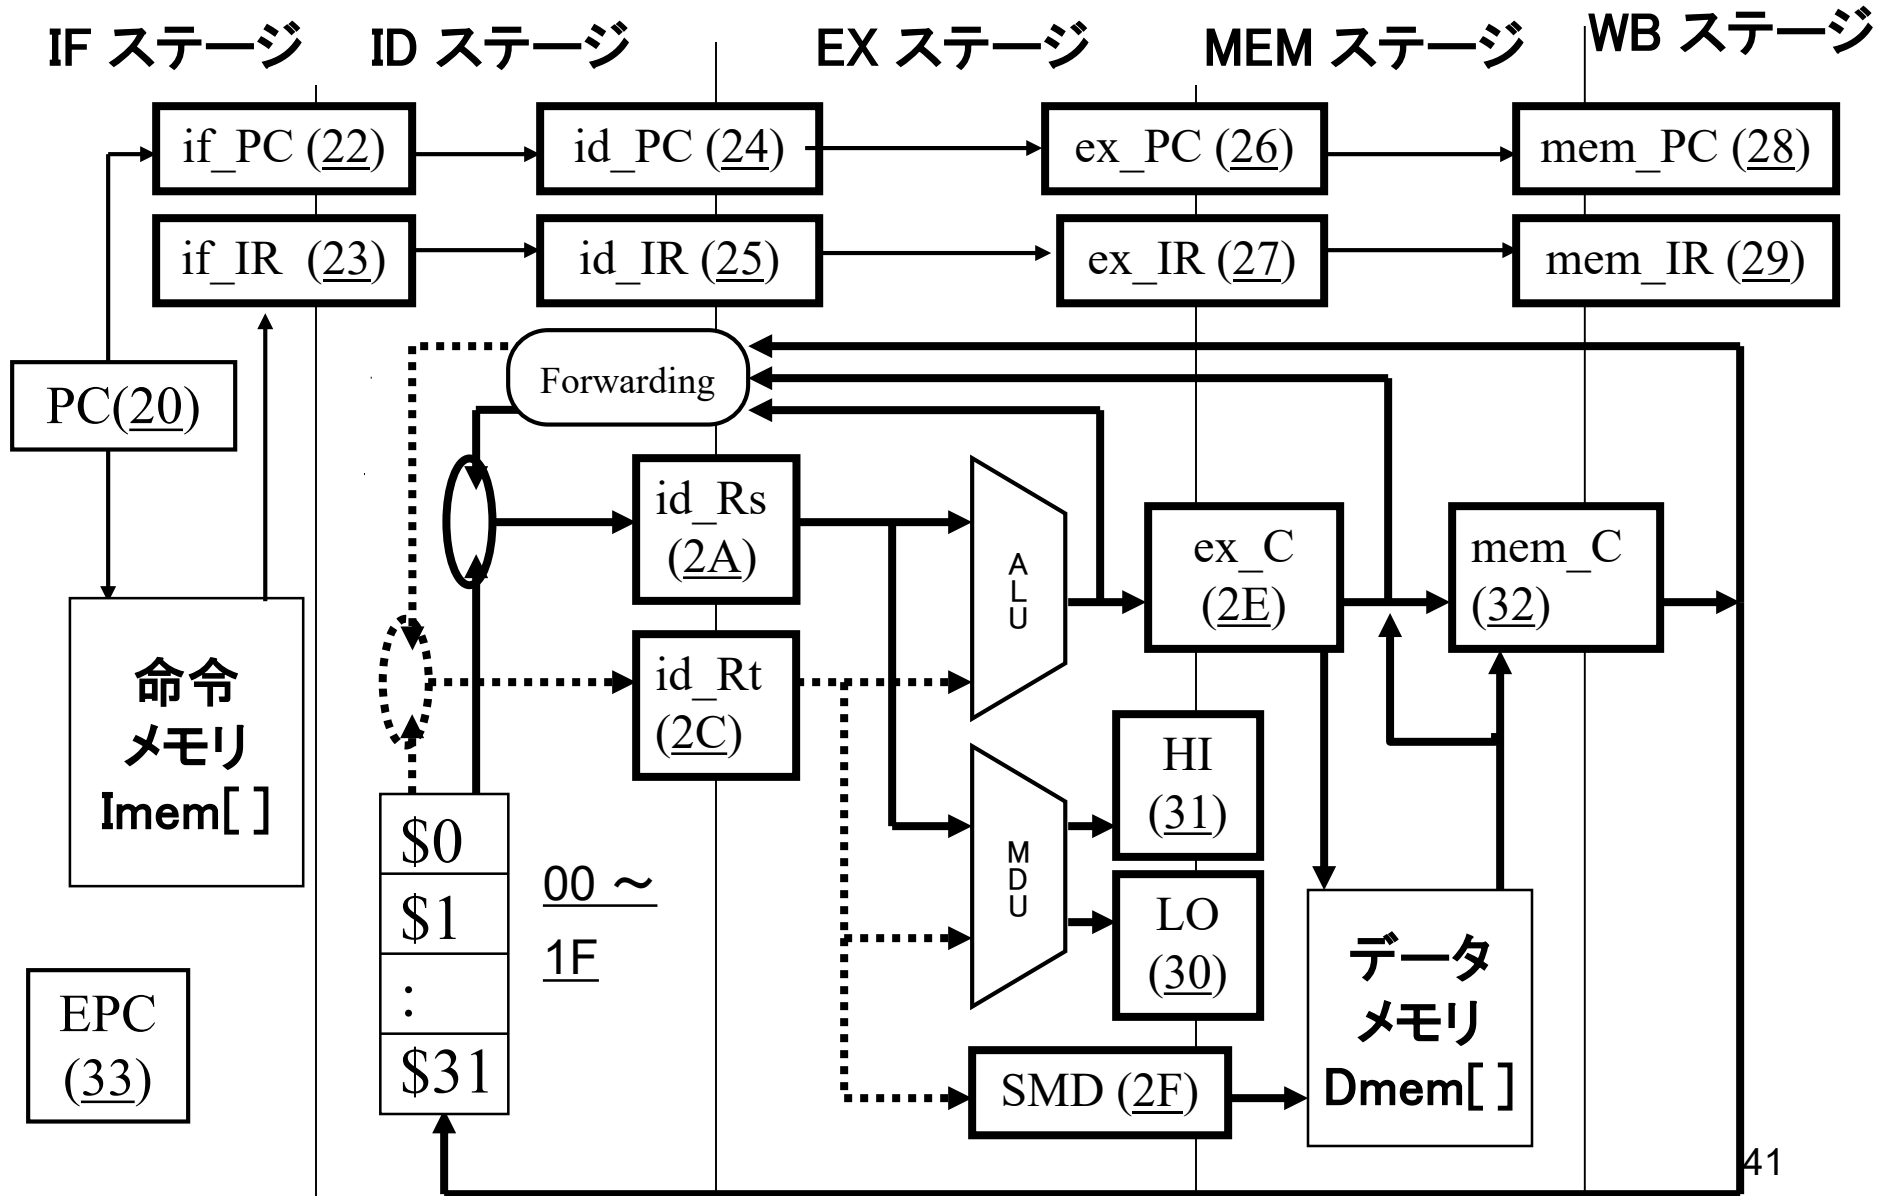 IF ステージ
ID ステージ
EX ステージ
MEM ステージ
WB ステージ
if_PC (22)
id_PC (24)
ex_PC (26)
mem_PC (28)
if_IR (23)
id_IR (25)
ex_IR (27)
mem_IR (29)
PC(20)
Forwarding
id_Rs
(2A)
ALU
ex_C
(2E)
mem_C
(32)
命令
メモリ
Imem[ ]
id_Rt
(2C)
HI
(31)
MDU
LO
(30)
$0
$1
:
$31
00 ～
1F
EPC
(33)
SMD (2F)
データ
メモリ
Dmem[ ]
41